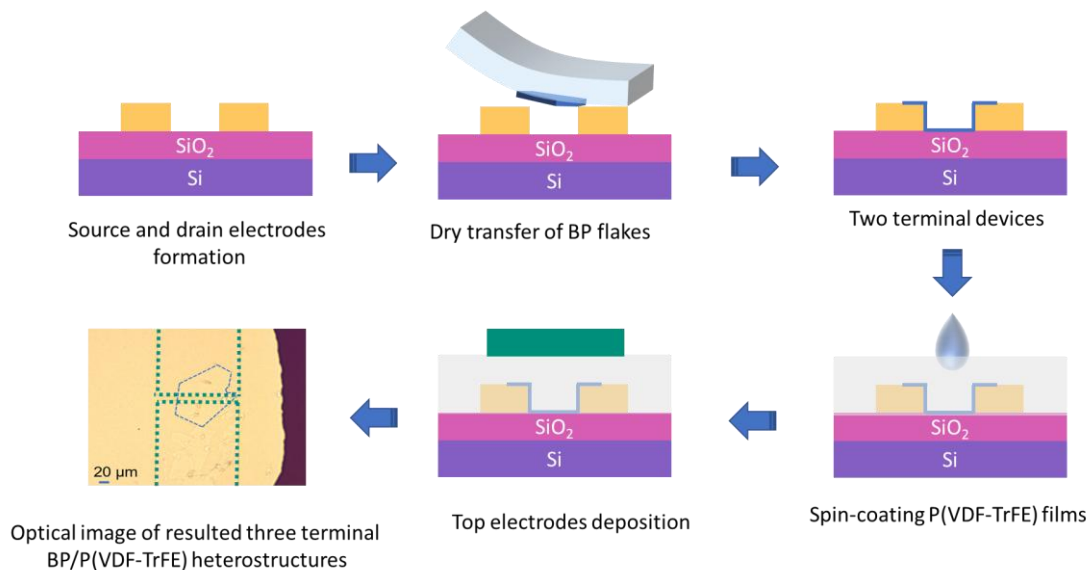 SiO₂
Si
Source and drain electrodes
formation
SiO₂
Si
Dry transfer of BP flakes
SiO₂
Si
Two terminal devices
SiO₂
Si
Spin-coating P(VDF-TrFE) films
SiO₂
Si
Top electrodes deposition
20 μm
Optical image of resulted three terminal
BP/P(VDF-TrFE) heterostructures